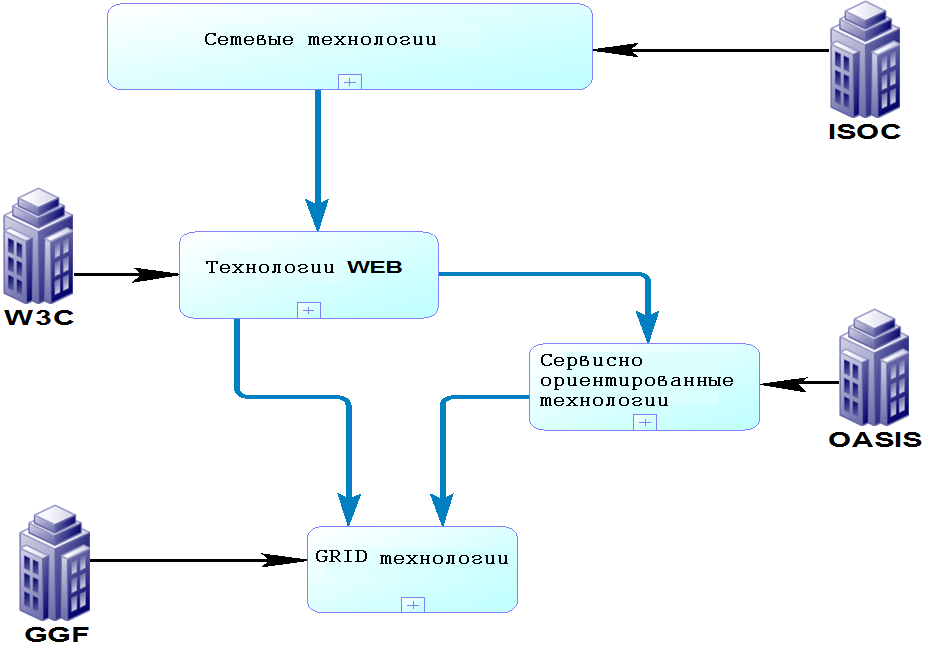 Сетевые технологии
ISOC
Технологии WEB
W3C
Сервисно
ориентированные
технологии
OASIS
GRID технологии
GGF